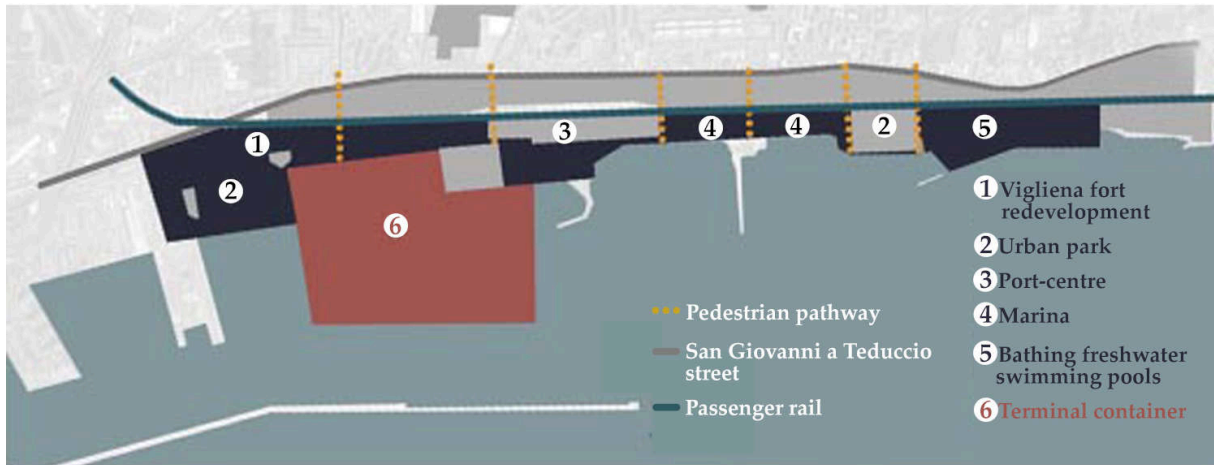 1
2
6
3
4
4
2
5
Pedestrian pathway
San Giovanni a Teduccio
street
Passenger rail
1 Vigliena fort
redevelopment
2 Urban park
3 Port-centre
4 Marina
5 Bathing freshwater
swimming pools
6 Terminal container